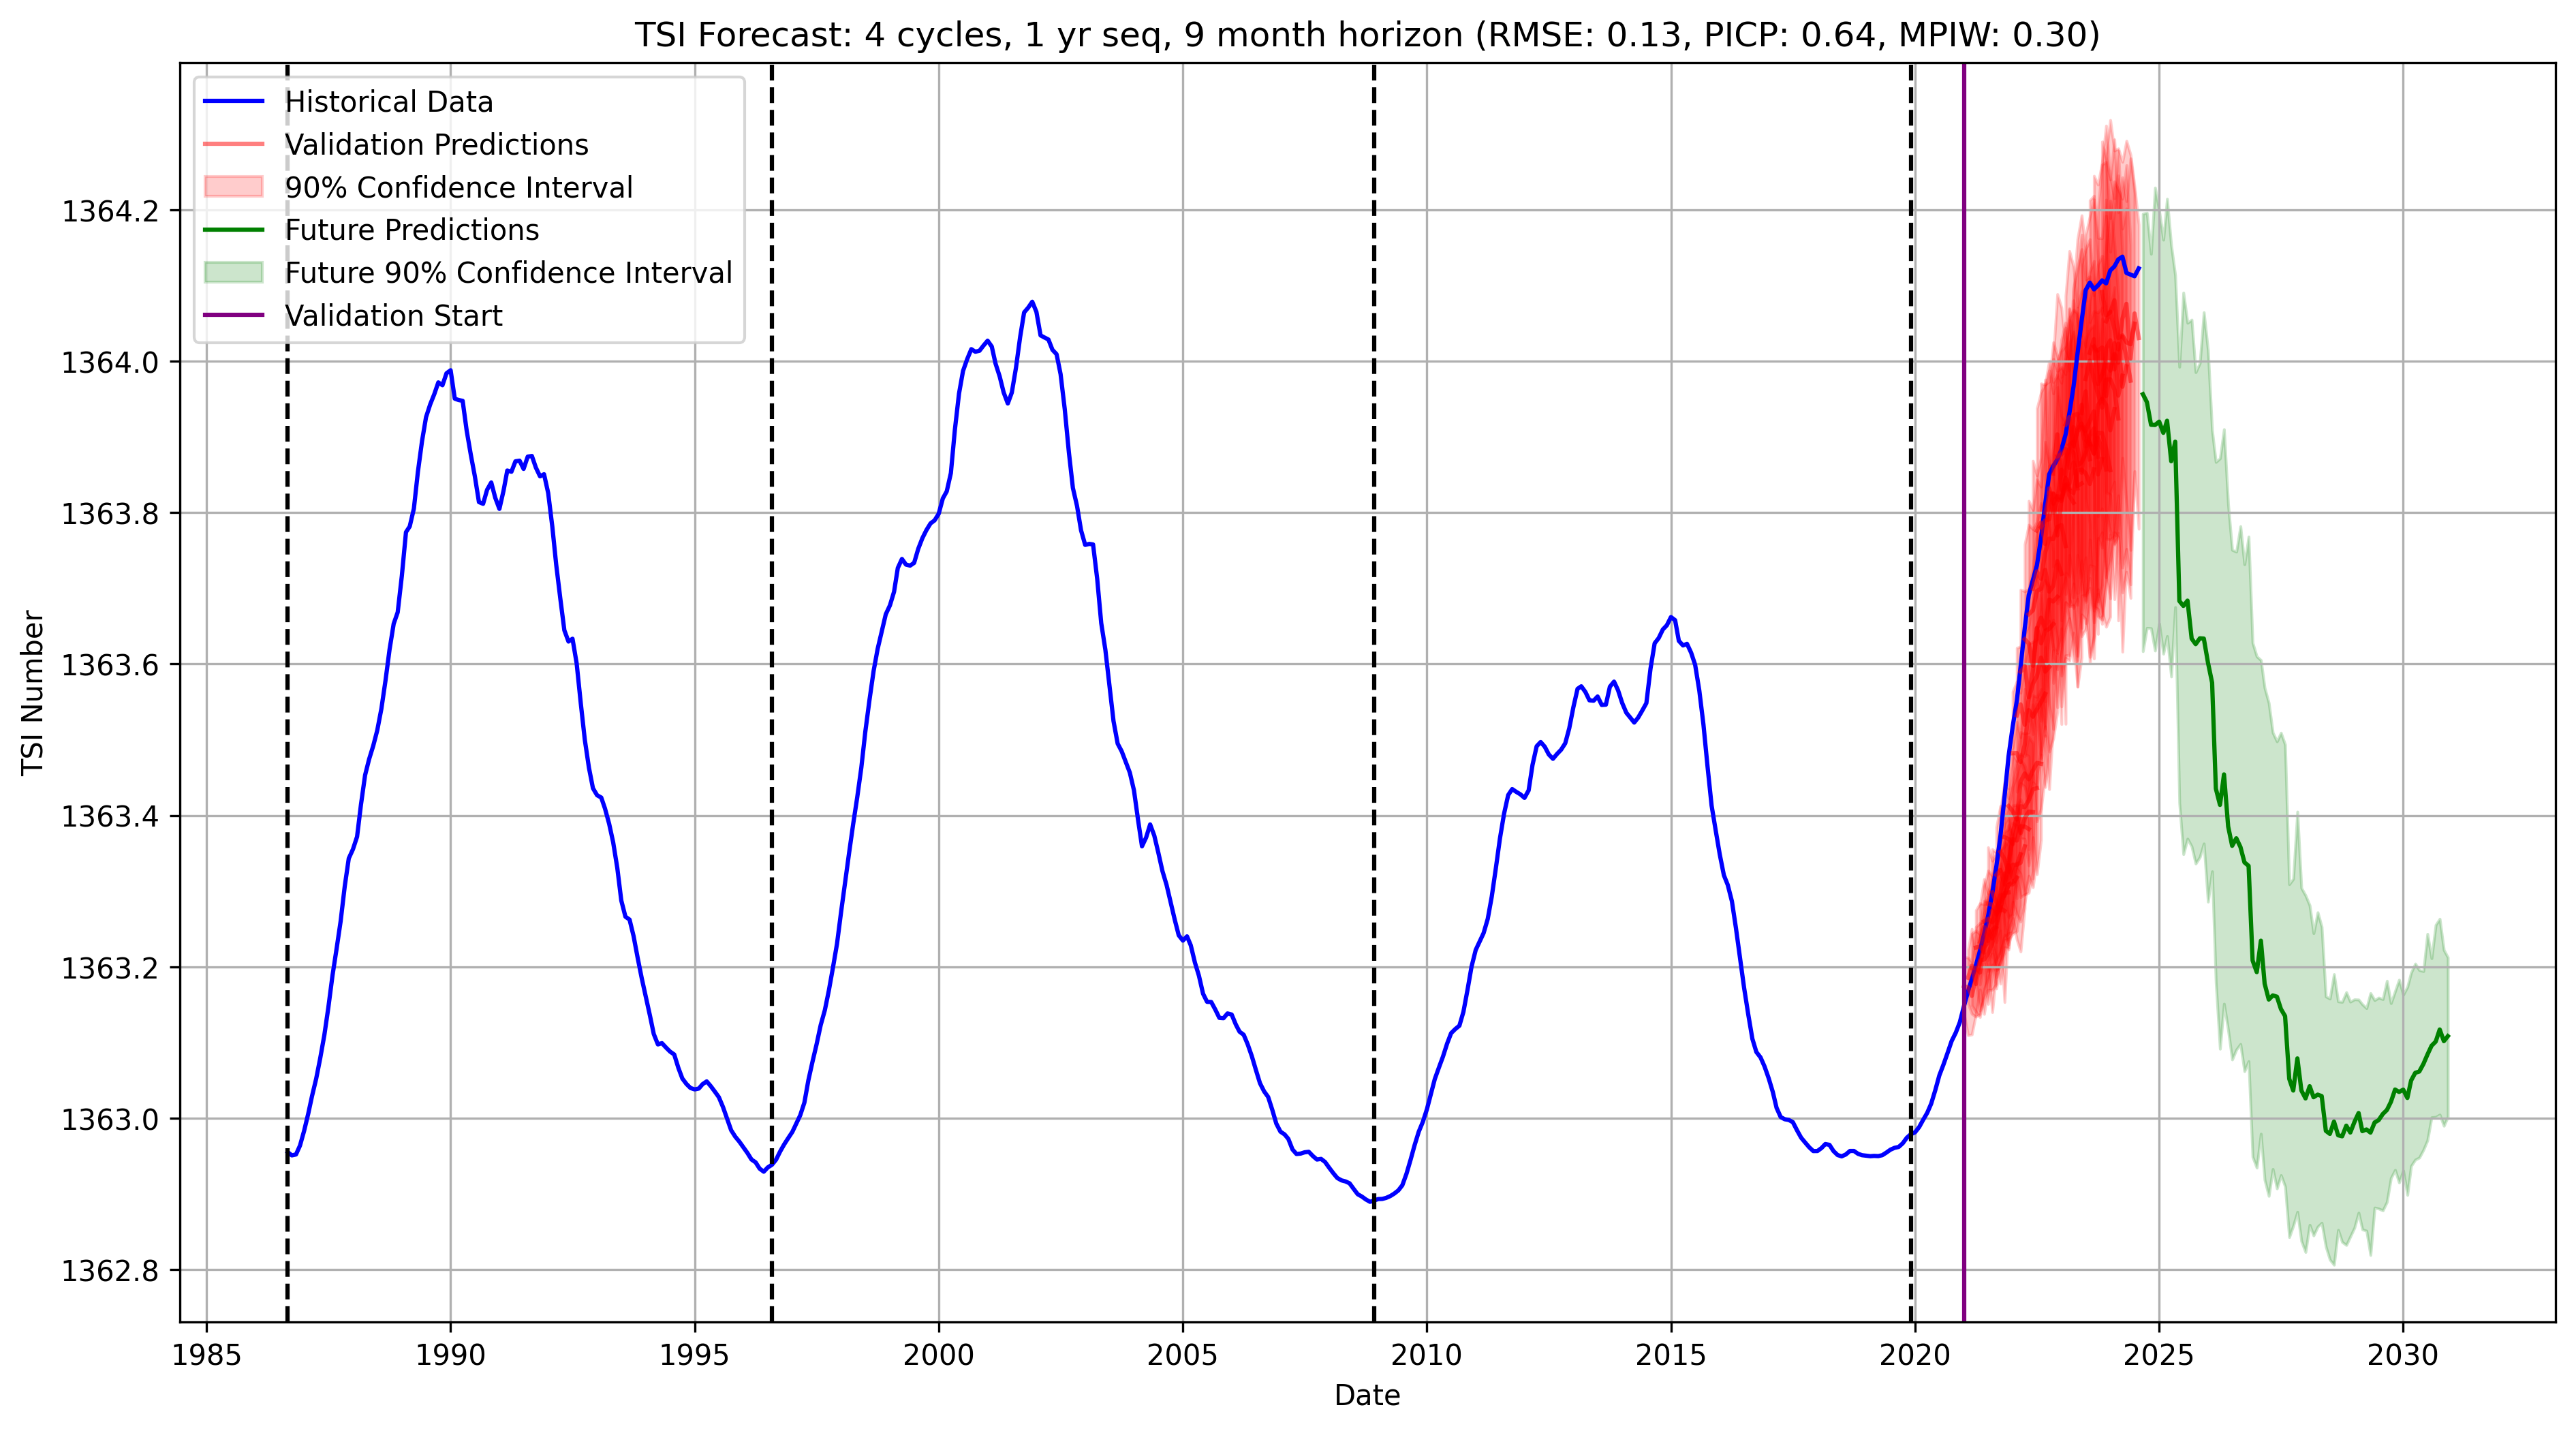 TSI Forecast: 4 cycles, 1 yr seq, 9 month horizon (RMSE: 0.13, PICP: 0.64, MPIW: 0.30)
Historical Data
Validation Predictions
90% Confidence Interval
Future Predictions
Future 90% Confidence Interval
Validation Start
TSI Number
1364.2
1364.0
1363.8
1363.6
1363.4
1363.2
1363.0
1362.8
1985 1990 1995 2000 2005 2010 2015 2020 2025 2030
Date